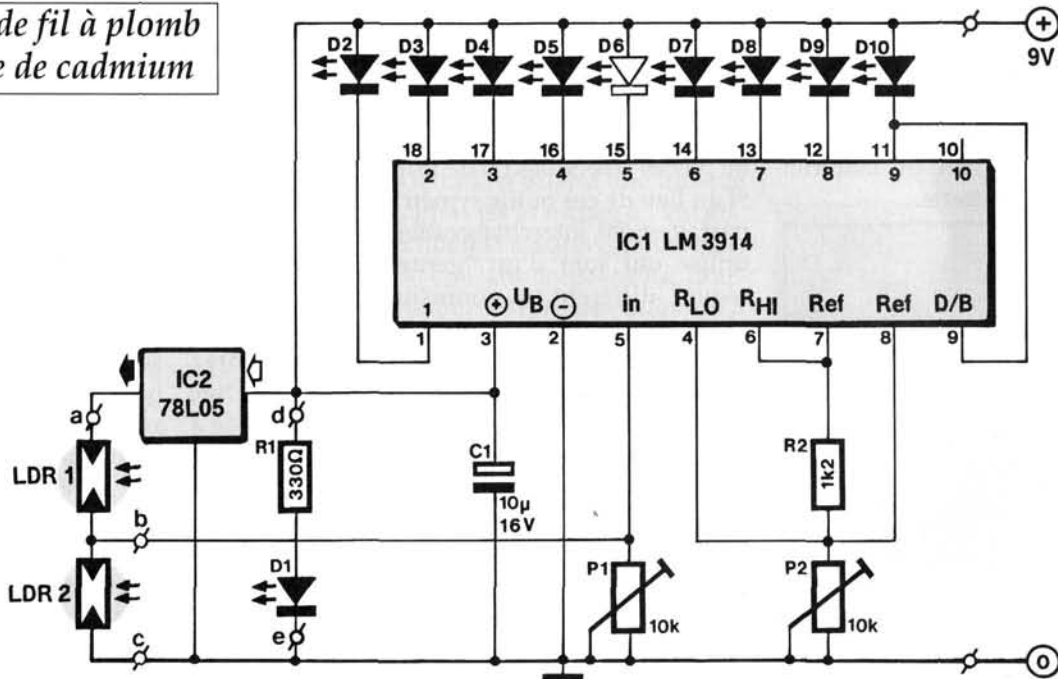 de fil à plomb
e de cadmium
D2 D3 D4 D5 D6 D7 D8 D9 D10
+
9V
18 17 16 15 14 13 12 11 10
2 3 4 5 6 7 8 9 10
IC1 LM 3914
1 + UB - in RLO RHI Ref Ref D/B
1 3 2 5 4 6 7 8 9
IC2
78L05
a
d
R1
330Ω
LDR 1
C1
10µ
16V
R2
1k2
b
LDR 2
D1
P1
10k
P2
10k
e
c
0